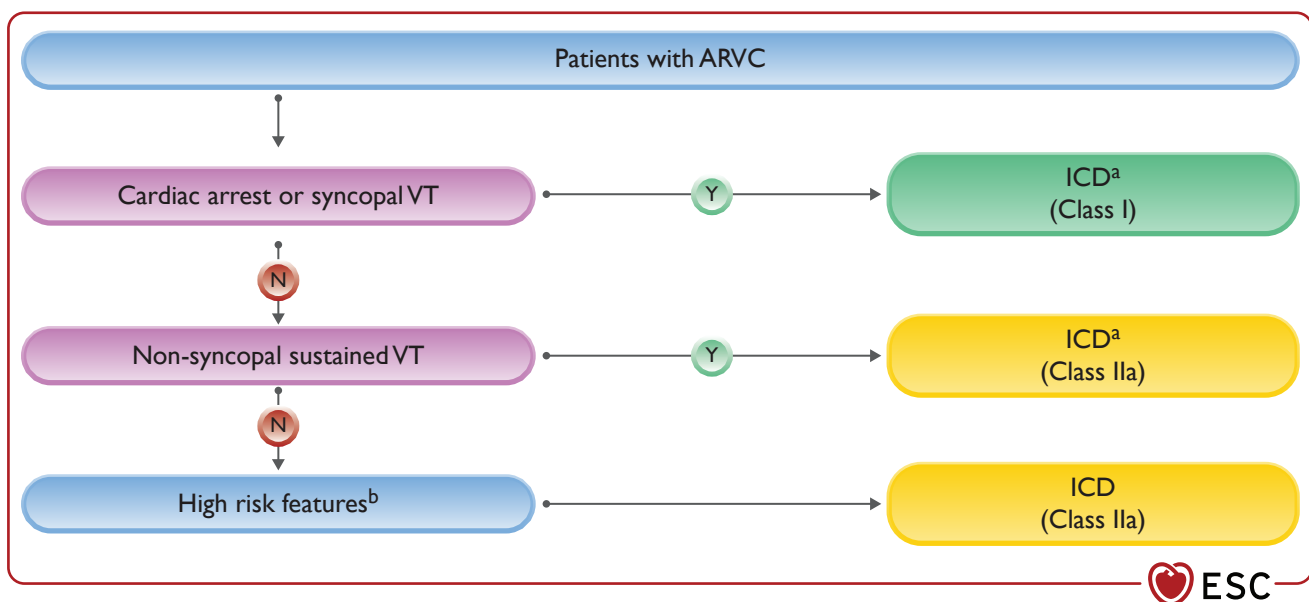 Patients with ARVC
Cardiac arrest or syncopal VT
Y
ICDa
(Class I)
N
Non-syncopal sustained VT
Y
ICDa
(Class IIa)
N
High risk featuresb
ICD
(Class IIa)
ESC